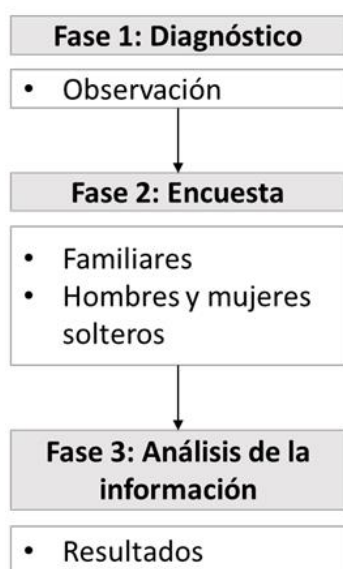 Fase 1: Diagnóstico
• Observación
Fase 2: Encuesta
• Familiares
• Hombres y mujeres
solteros
Fase 3: Análisis de la
información
• Resultados